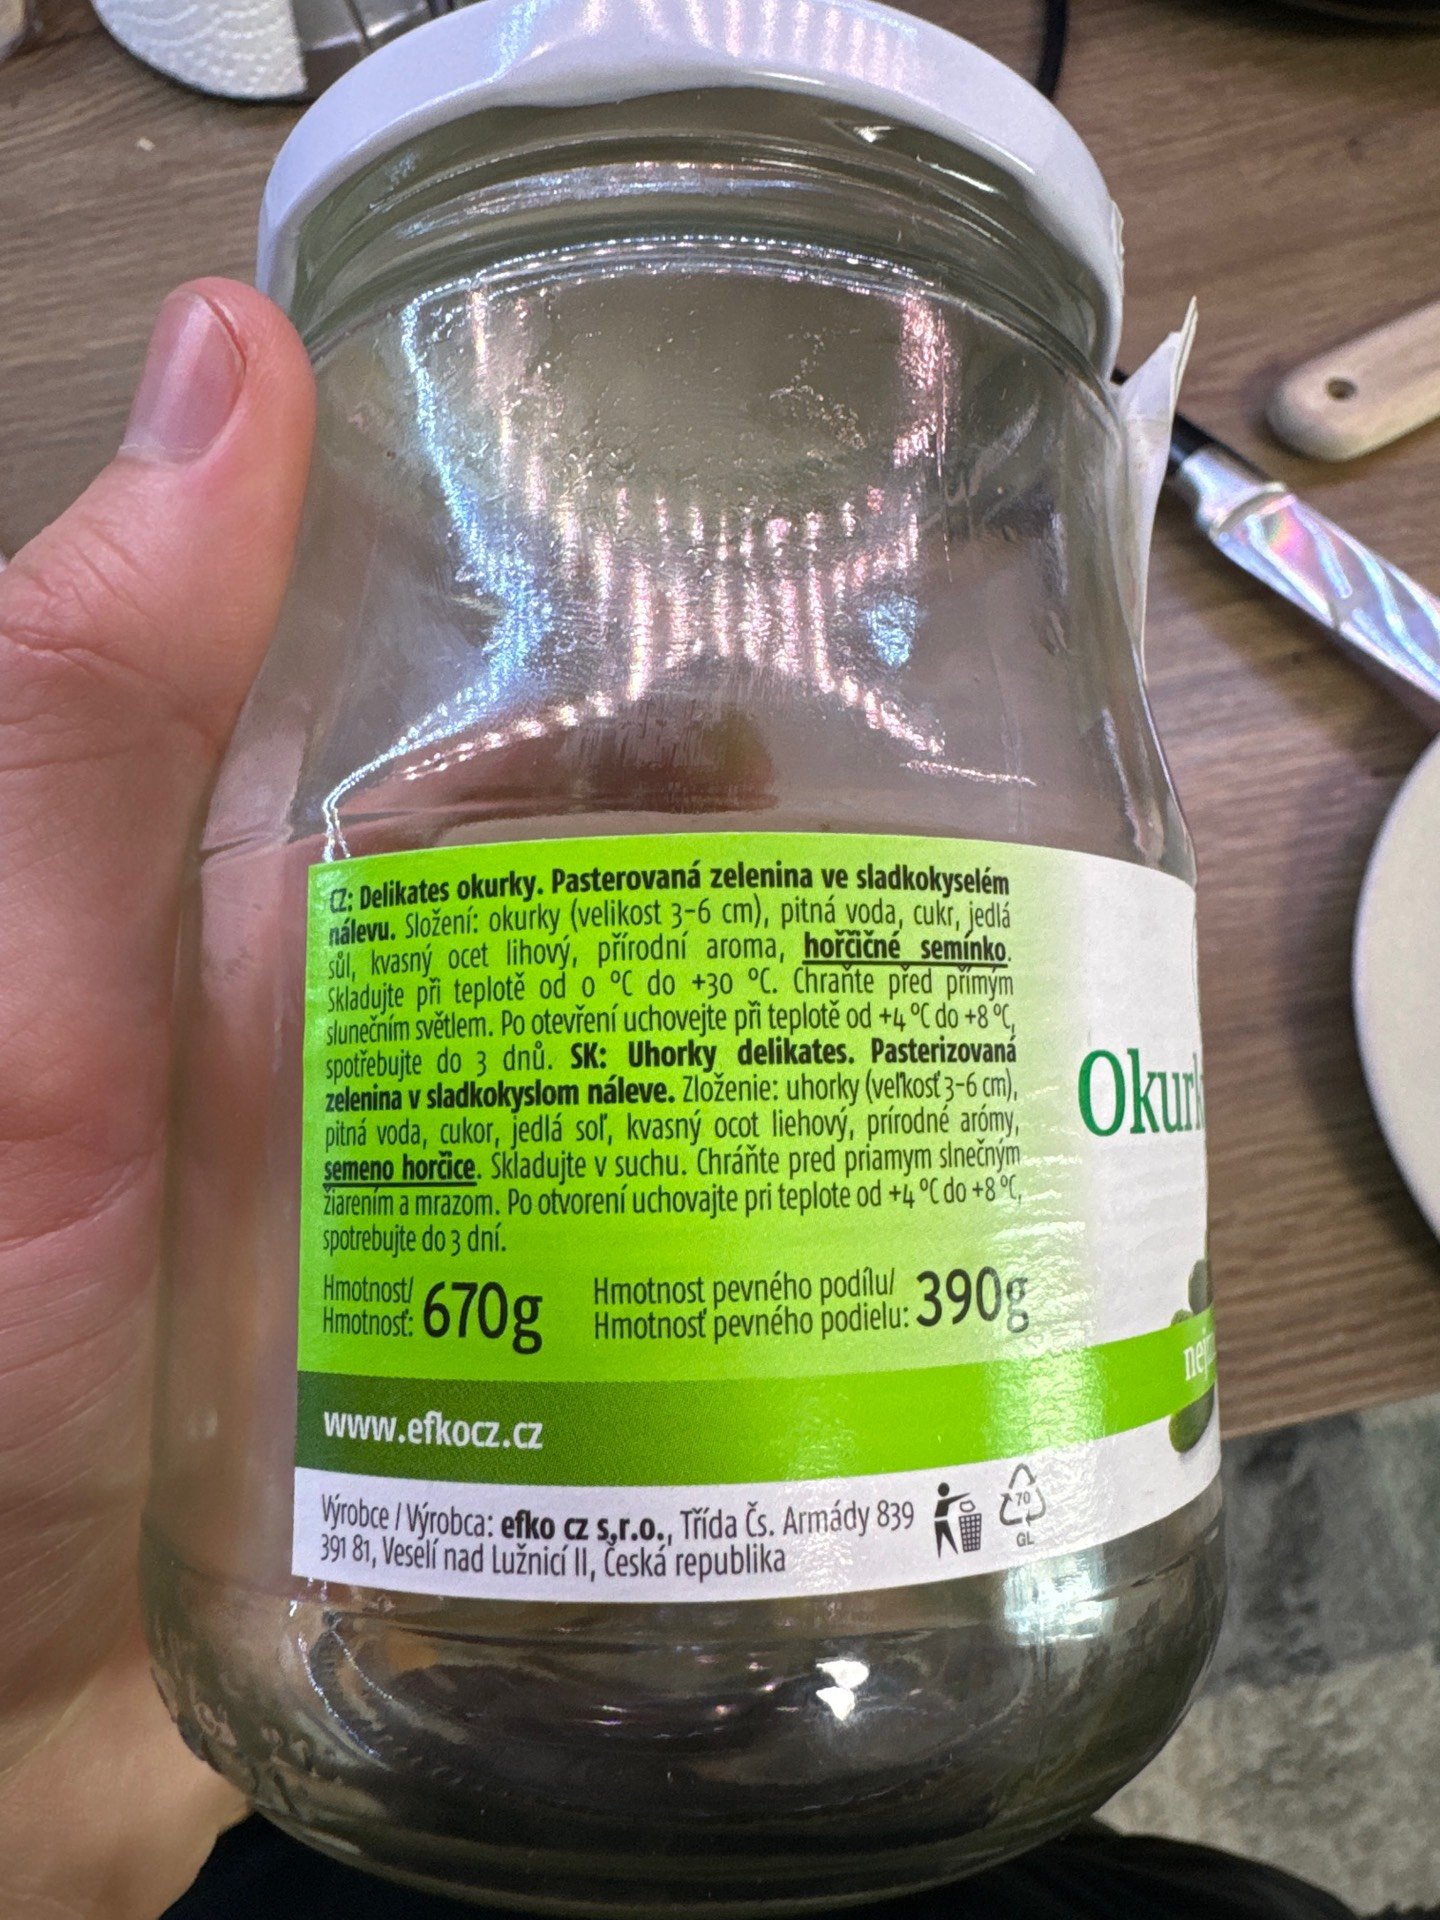 CZ: Delikates okurky. Pasterovaná zelenina ve sladkokyselém
nálevu. Složení: okurky (velikost 3-6 cm), pitná voda, cukr, jedlá
sůl, kvasný ocet lihový, přírodní aroma, hořčičné semínko.
Skladujte při teplotě od 0 °C do +30 °C. Chraňte před přímým
slunečním světlem. Po otevření uchovejte při teplotě od +4 °C do +8 °C,
spotřebujte do 3 dnů. SK: Uhorky delikates. Pasterizovaná
zelenina v sladkokyslom náleve. Zloženie: uhorky (veľkosť 3-6 cm),
pitná voda, cukor, jedlá soľ, kvasný ocot liehový, prírodné arómy,
semeno horčice. Skladujte v suchu. Chráňte pred priamym slnečným
žiarením a mrazom. Po otvorení uchovajte pri teplote od +4 °C do +8 °C,
spotrebujte do 3 dní.
Hmotnost/
Hmotnosť: 670g
Hmotnost pevného podílu/
Hmotnosť pevného podielu: 390g
www.efkocz.cz
Výrobce / Výrobca: efko cz s,r.o., Třída Čs. Armády 839
391 81, Veselí nad Lužnicí II, Česká republika
70
GL